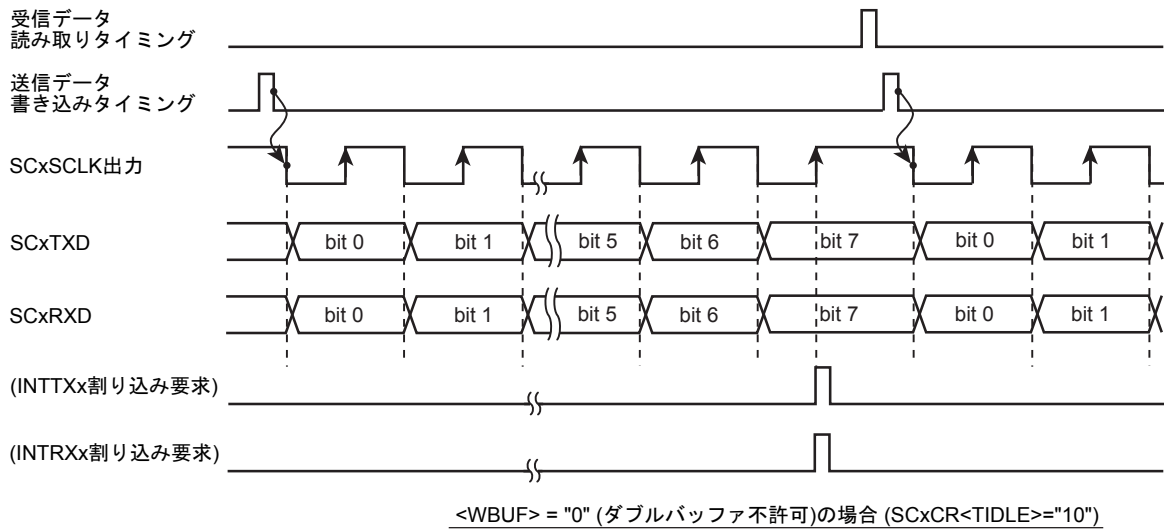 受信データ
読み取りタイミング
送信データ
書き込みタイミング
SCxSCLK出力
SCxTXD bit 0 bit 1 bit 5 bit 6 bit 7 bit 0 bit 1
SCxRXD bit 0 bit 1 bit 5 bit 6 bit 7 bit 0 bit 1
(INTTXx割り込み要求)
(INTRXx割り込み要求)
<WBUF> = "0" (ダブルバッファ不許可)の場合 (SCxCR<TIDLE>="10")